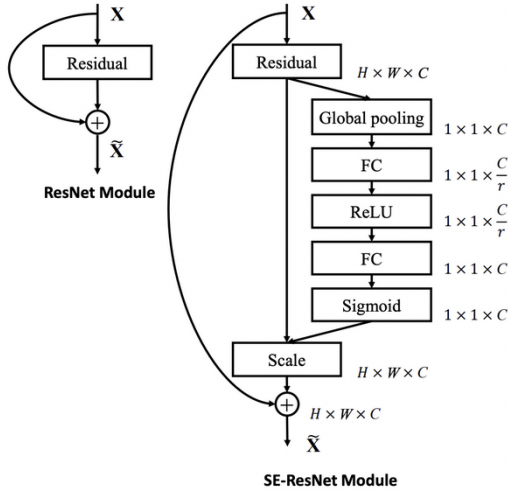 X
Residual
+
X̃
ResNet Module
X
Residual
H × W × C
Global pooling
1 × 1 × C
FC
1 × 1 × C/r
ReLU
1 × 1 × C/r
FC
1 × 1 × C
Sigmoid
1 × 1 × C
Scale
H × W × C
+
H × W × C
X̃
SE-ResNet Module